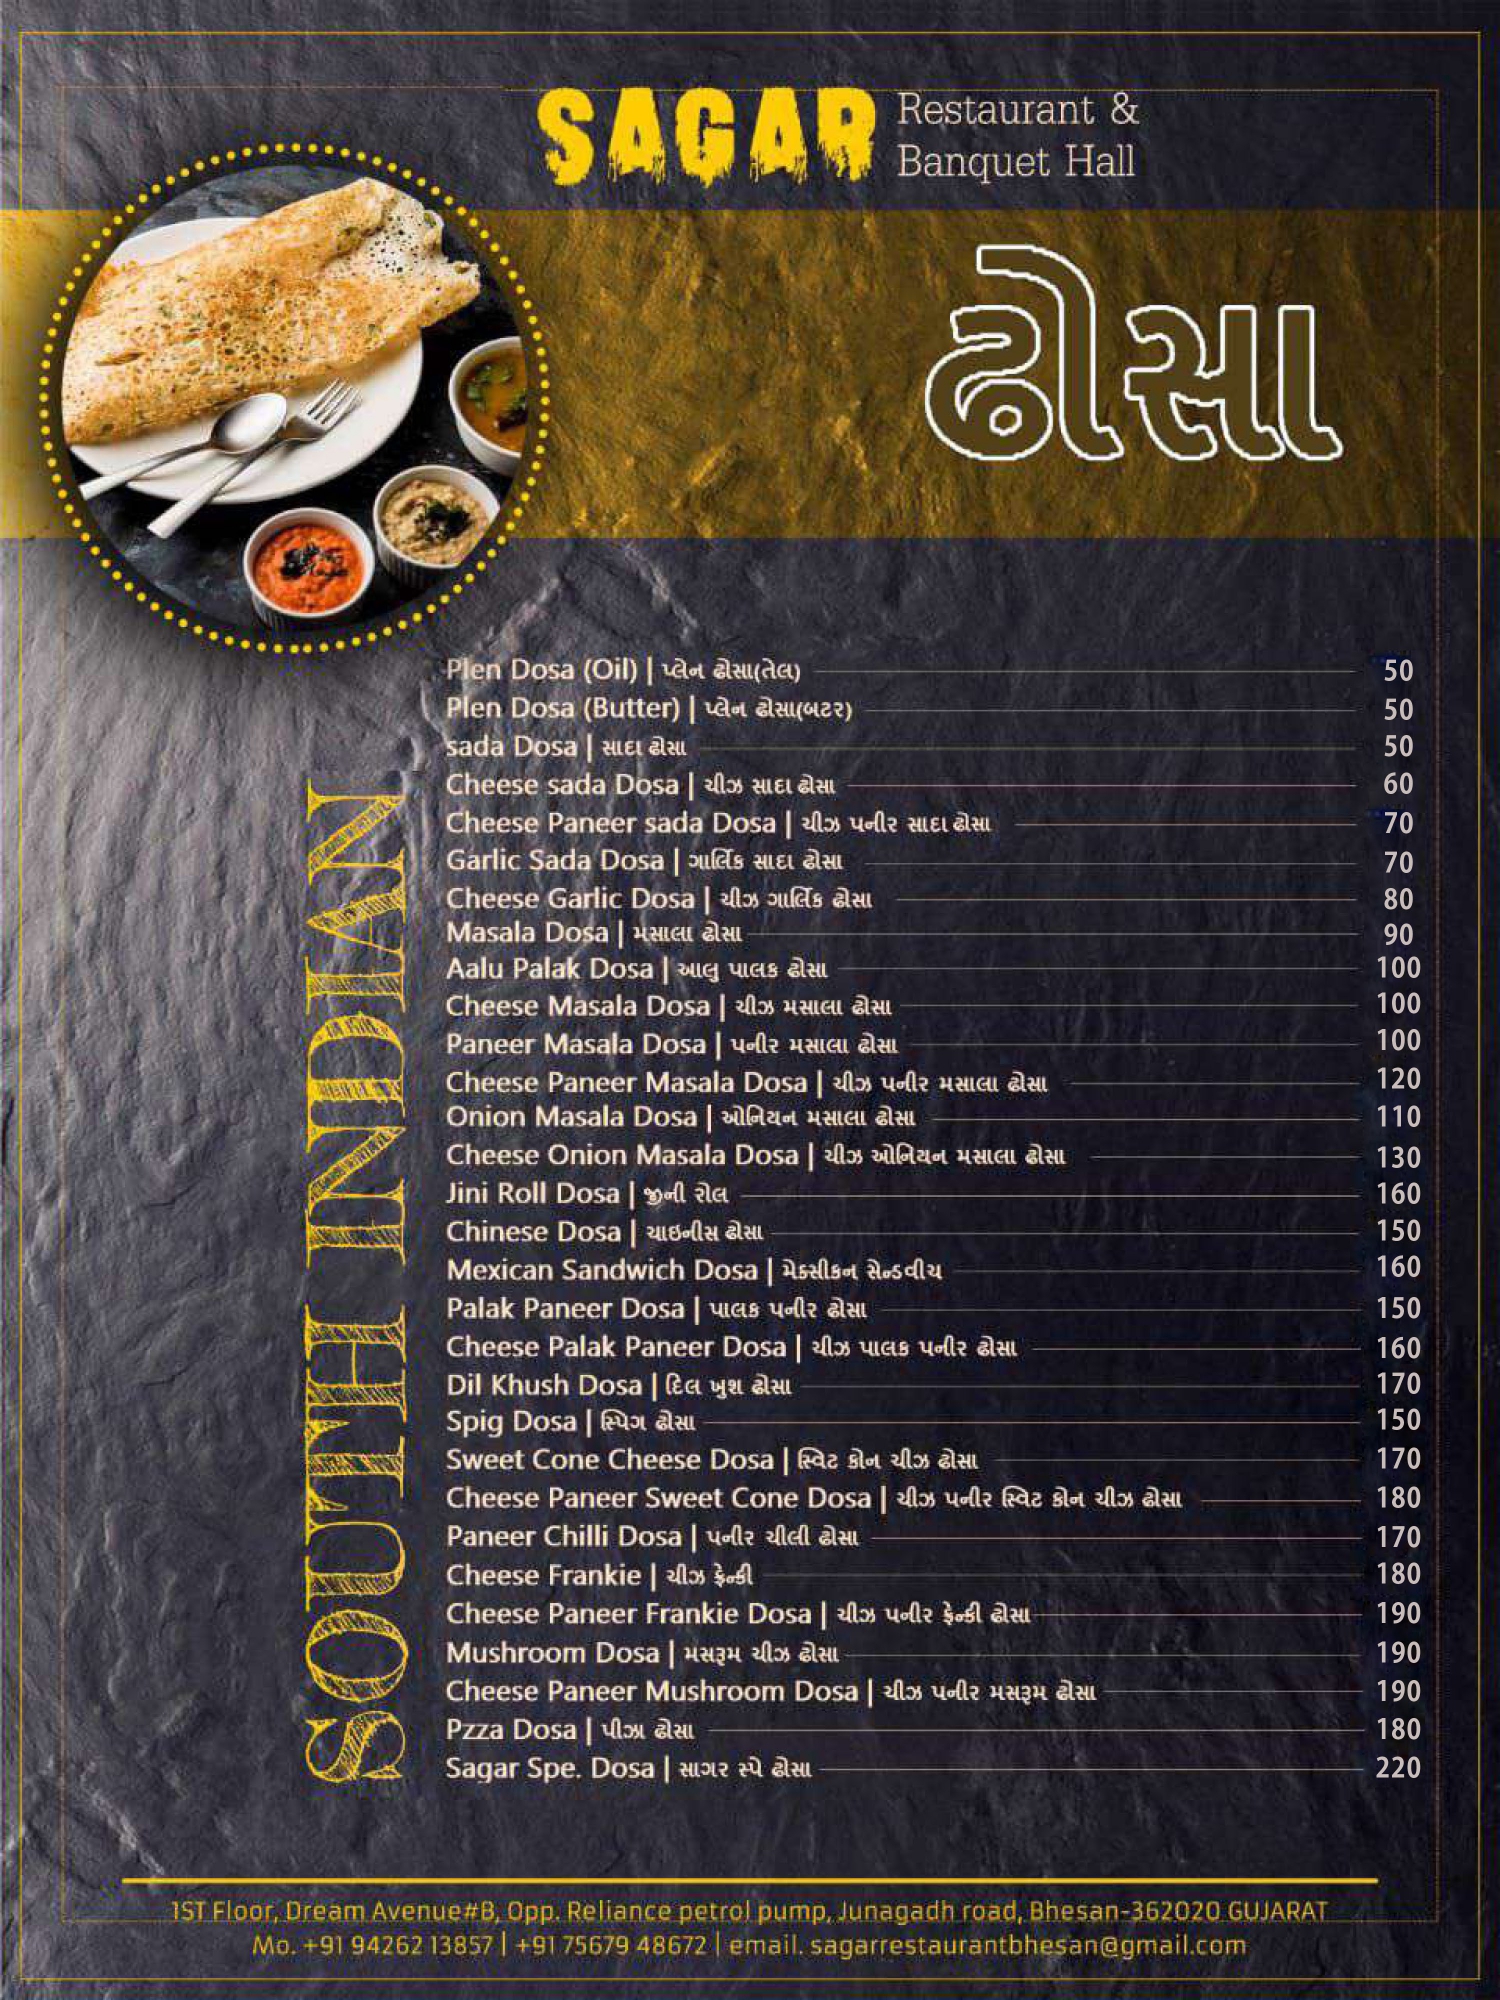 SAGAR Restaurant &
Banquet Hall
ઢોસા
SOUTH INDIAN
Plen Dosa (Oil) | પ્લેન ઢોસા(તેલ) 50
Plen Dosa (Butter) | પ્લેન ઢોસા(બટર) 50
sada Dosa | સાદા ઢોસા 50
Cheese sada Dosa | ચીઝ સાદા ઢોસા 60
Cheese Paneer sada Dosa | ચીઝ પનીર સાદા ઢોસા 70
Garlic Sada Dosa | ગાર્લિક સાદા ઢોસા 70
Cheese Garlic Dosa | ચીઝ ગાર્લિક ઢોસા 80
Masala Dosa | મસાલા ઢોસા 90
Aalu Palak Dosa | આલુ પાલક ઢોસા 100
Cheese Masala Dosa | ચીઝ મસાલા ઢોસા 100
Paneer Masala Dosa | પનીર મસાલા ઢોસા 100
Cheese Paneer Masala Dosa | ચીઝ પનીર મસાલા ઢોસા 120
Onion Masala Dosa | ઓનિયન મસાલા ઢોસા 110
Cheese Onion Masala Dosa | ચીઝ ઓનિયન મસાલા ઢોસા 130
Jini Roll Dosa | જીની રોલ 160
Chinese Dosa | ચાઇનીસ ઢોસા 150
Mexican Sandwich Dosa | મેક્સીકન સેન્ડવીચ 160
Palak Paneer Dosa | પાલક પનીર ઢોસા 150
Cheese Palak Paneer Dosa | ચીઝ પાલક પનીર ઢોસા 160
Dil Khush Dosa | દિલ ખુશ ઢોસા 170
Spig Dosa | સ્પિગ ઢોસા 150
Sweet Cone Cheese Dosa | સ્વિટ કોન ચીઝ ઢોસા 170
Cheese Paneer Sweet Cone Dosa | ચીઝ પનીર સ્વિટ કોન ચીઝ ઢોસા 180
Paneer Chilli Dosa | પનીર ચીલી ઢોસા 170
Cheese Frankie | ચીઝ ફ્રેન્કી 180
Cheese Paneer Frankie Dosa | ચીઝ પનીર ફ્રેન્કી ઢોસા 190
Mushroom Dosa | મસરૂમ ચીઝ ઢોસા 190
Cheese Paneer Mushroom Dosa | ચીઝ પનીર મસરૂમ ઢોસા 190
Pzza Dosa | પીઝા ઢોસા 180
Sagar Spe. Dosa | સાગર સ્પે ઢોસા 220
1ST Floor, Dream Avenue#B, Opp. Reliance petrol pump, Junagadh road, Bhesan-362020 GUJARAT
Mo. +91 94262 13857 | +91 75679 48672 | email. sagarrestaurantbhesan@gmail.com